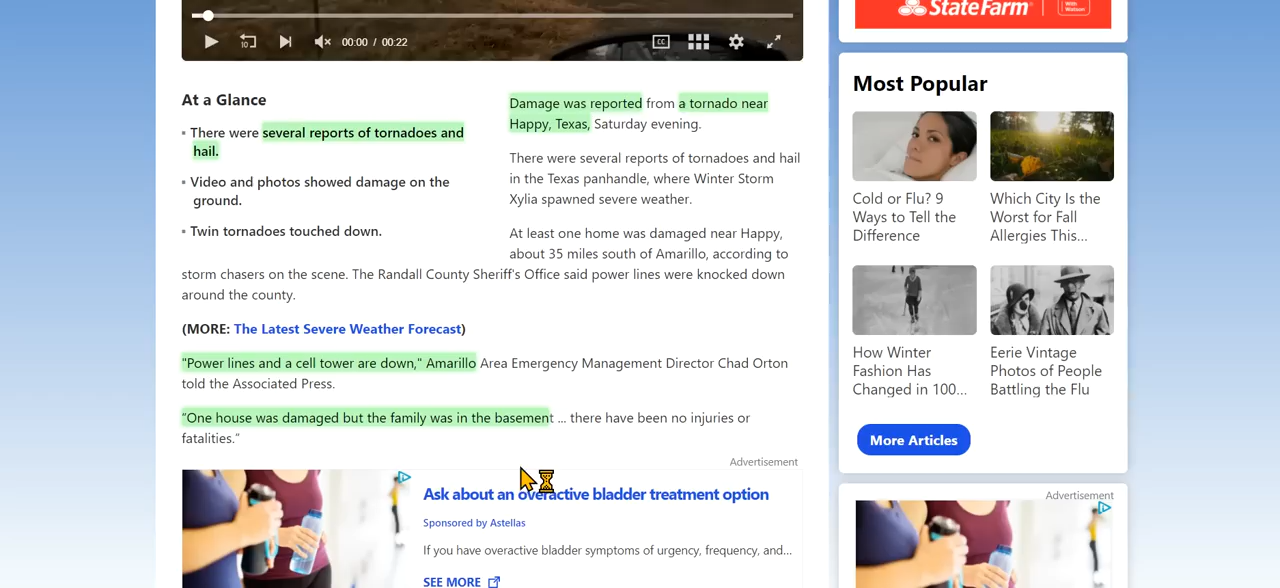 StateFarm
With Watson
10
00:00 / 00:22
CC
At a Glance
▪ There were several reports of tornadoes and
hail.
▪ Video and photos showed damage on the
ground.
▪ Twin tornadoes touched down.
Damage was reported from a tornado near
Happy, Texas, Saturday evening.
There were several reports of tornadoes and hail
in the Texas panhandle, where Winter Storm
Xylia spawned severe weather.
At least one home was damaged near Happy,
about 35 miles south of Amarillo, according to
storm chasers on the scene. The Randall County Sheriff's Office said power lines were knocked down
around the county.
(MORE: The Latest Severe Weather Forecast)
"Power lines and a cell tower are down," Amarillo Area Emergency Management Director Chad Orton
told the Associated Press.
“One house was damaged but the family was in the basement ... there have been no injuries or
fatalities.”
Advertisement
Ask about an overactive bladder treatment option
Sponsored by Astellas
If you have overactive bladder symptoms of urgency, frequency, and...
SEE MORE
Most Popular
Cold or Flu? 9
Ways to Tell the
Difference
Which City Is the
Worst for Fall
Allergies This...
How Winter
Fashion Has
Changed in 100...
Eerie Vintage
Photos of People
Battling the Flu
More Articles
Advertisement